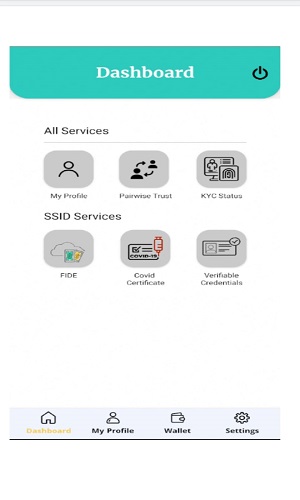 Dashboard
All Services
My Profile Pairwise Trust KYC Status
SSID Services
COVID-19
FIDE Covid Certificate Verifiable Credentials
Dashboard My Profile Wallet Settings